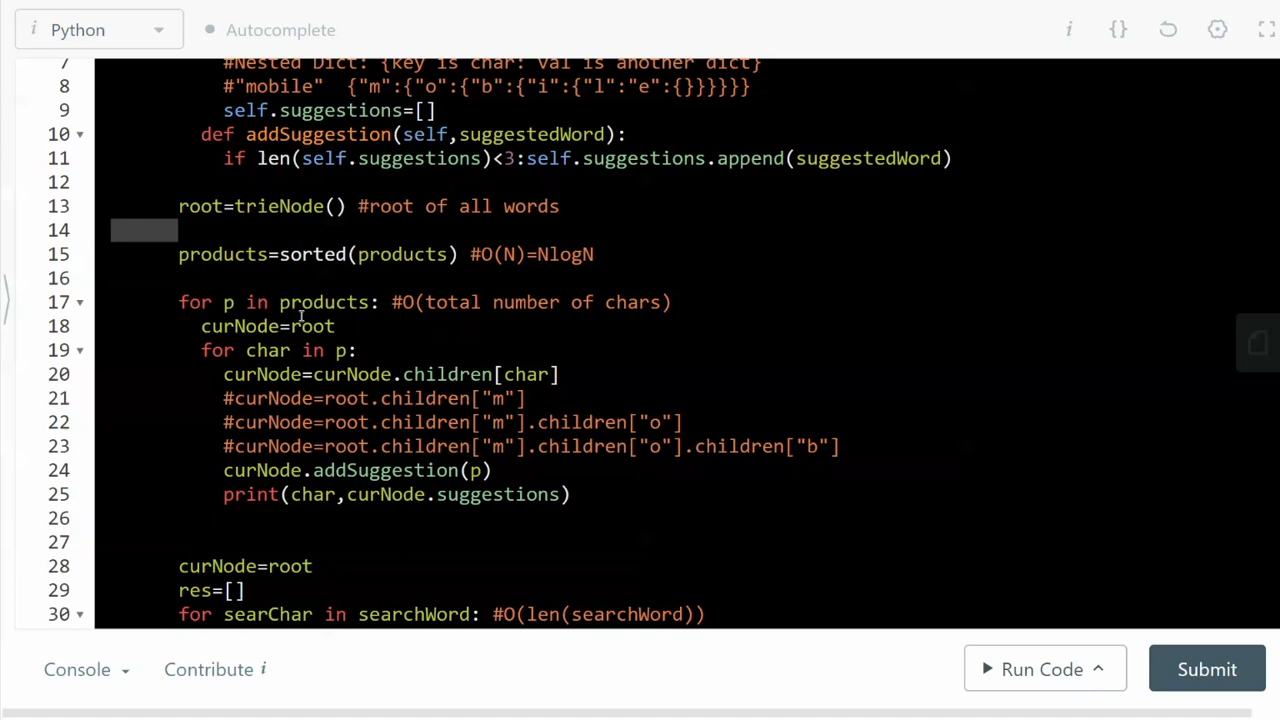 i Python
Autocomplete
i {}
7 #Nested Dict: {key is char: val is another dict}
8 #"mobile" {"m":{"o":{"b":{"i":{"l":"e":{}}}}}}
9 self.suggestions=[]
10 def addSuggestion(self,suggestedWord):
11 if len(self.suggestions)<3:self.suggestions.append(suggestedWord)
12
13 root=trieNode() #root of all words
14
15 products=sorted(products) #O(N)=NlogN
16
17 for p in products: #O(total number of chars)
18 curNode=root
19 for char in p:
20 curNode=curNode.children[char]
21 #curNode=root.children["m"]
22 #curNode=root.children["m"].children["o"]
23 #curNode=root.children["m"].children["o"].children["b"]
24 curNode.addSuggestion(p)
25 print(char,curNode.suggestions)
26
27
28 curNode=root
29 res=[]
30 for searChar in searchWord: #O(len(searchWord))
Console
Contribute i
Run Code
Submit